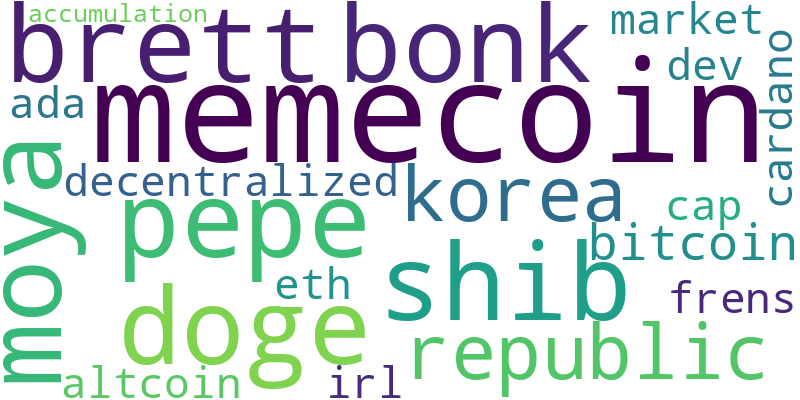 accumulation
brett
bonk
market
dev
ada
memecoin
cardano
moya
decentralized
korea
pepe
cap
bitcoin
shib
eth
frens
doge
republic
altcoin
irl